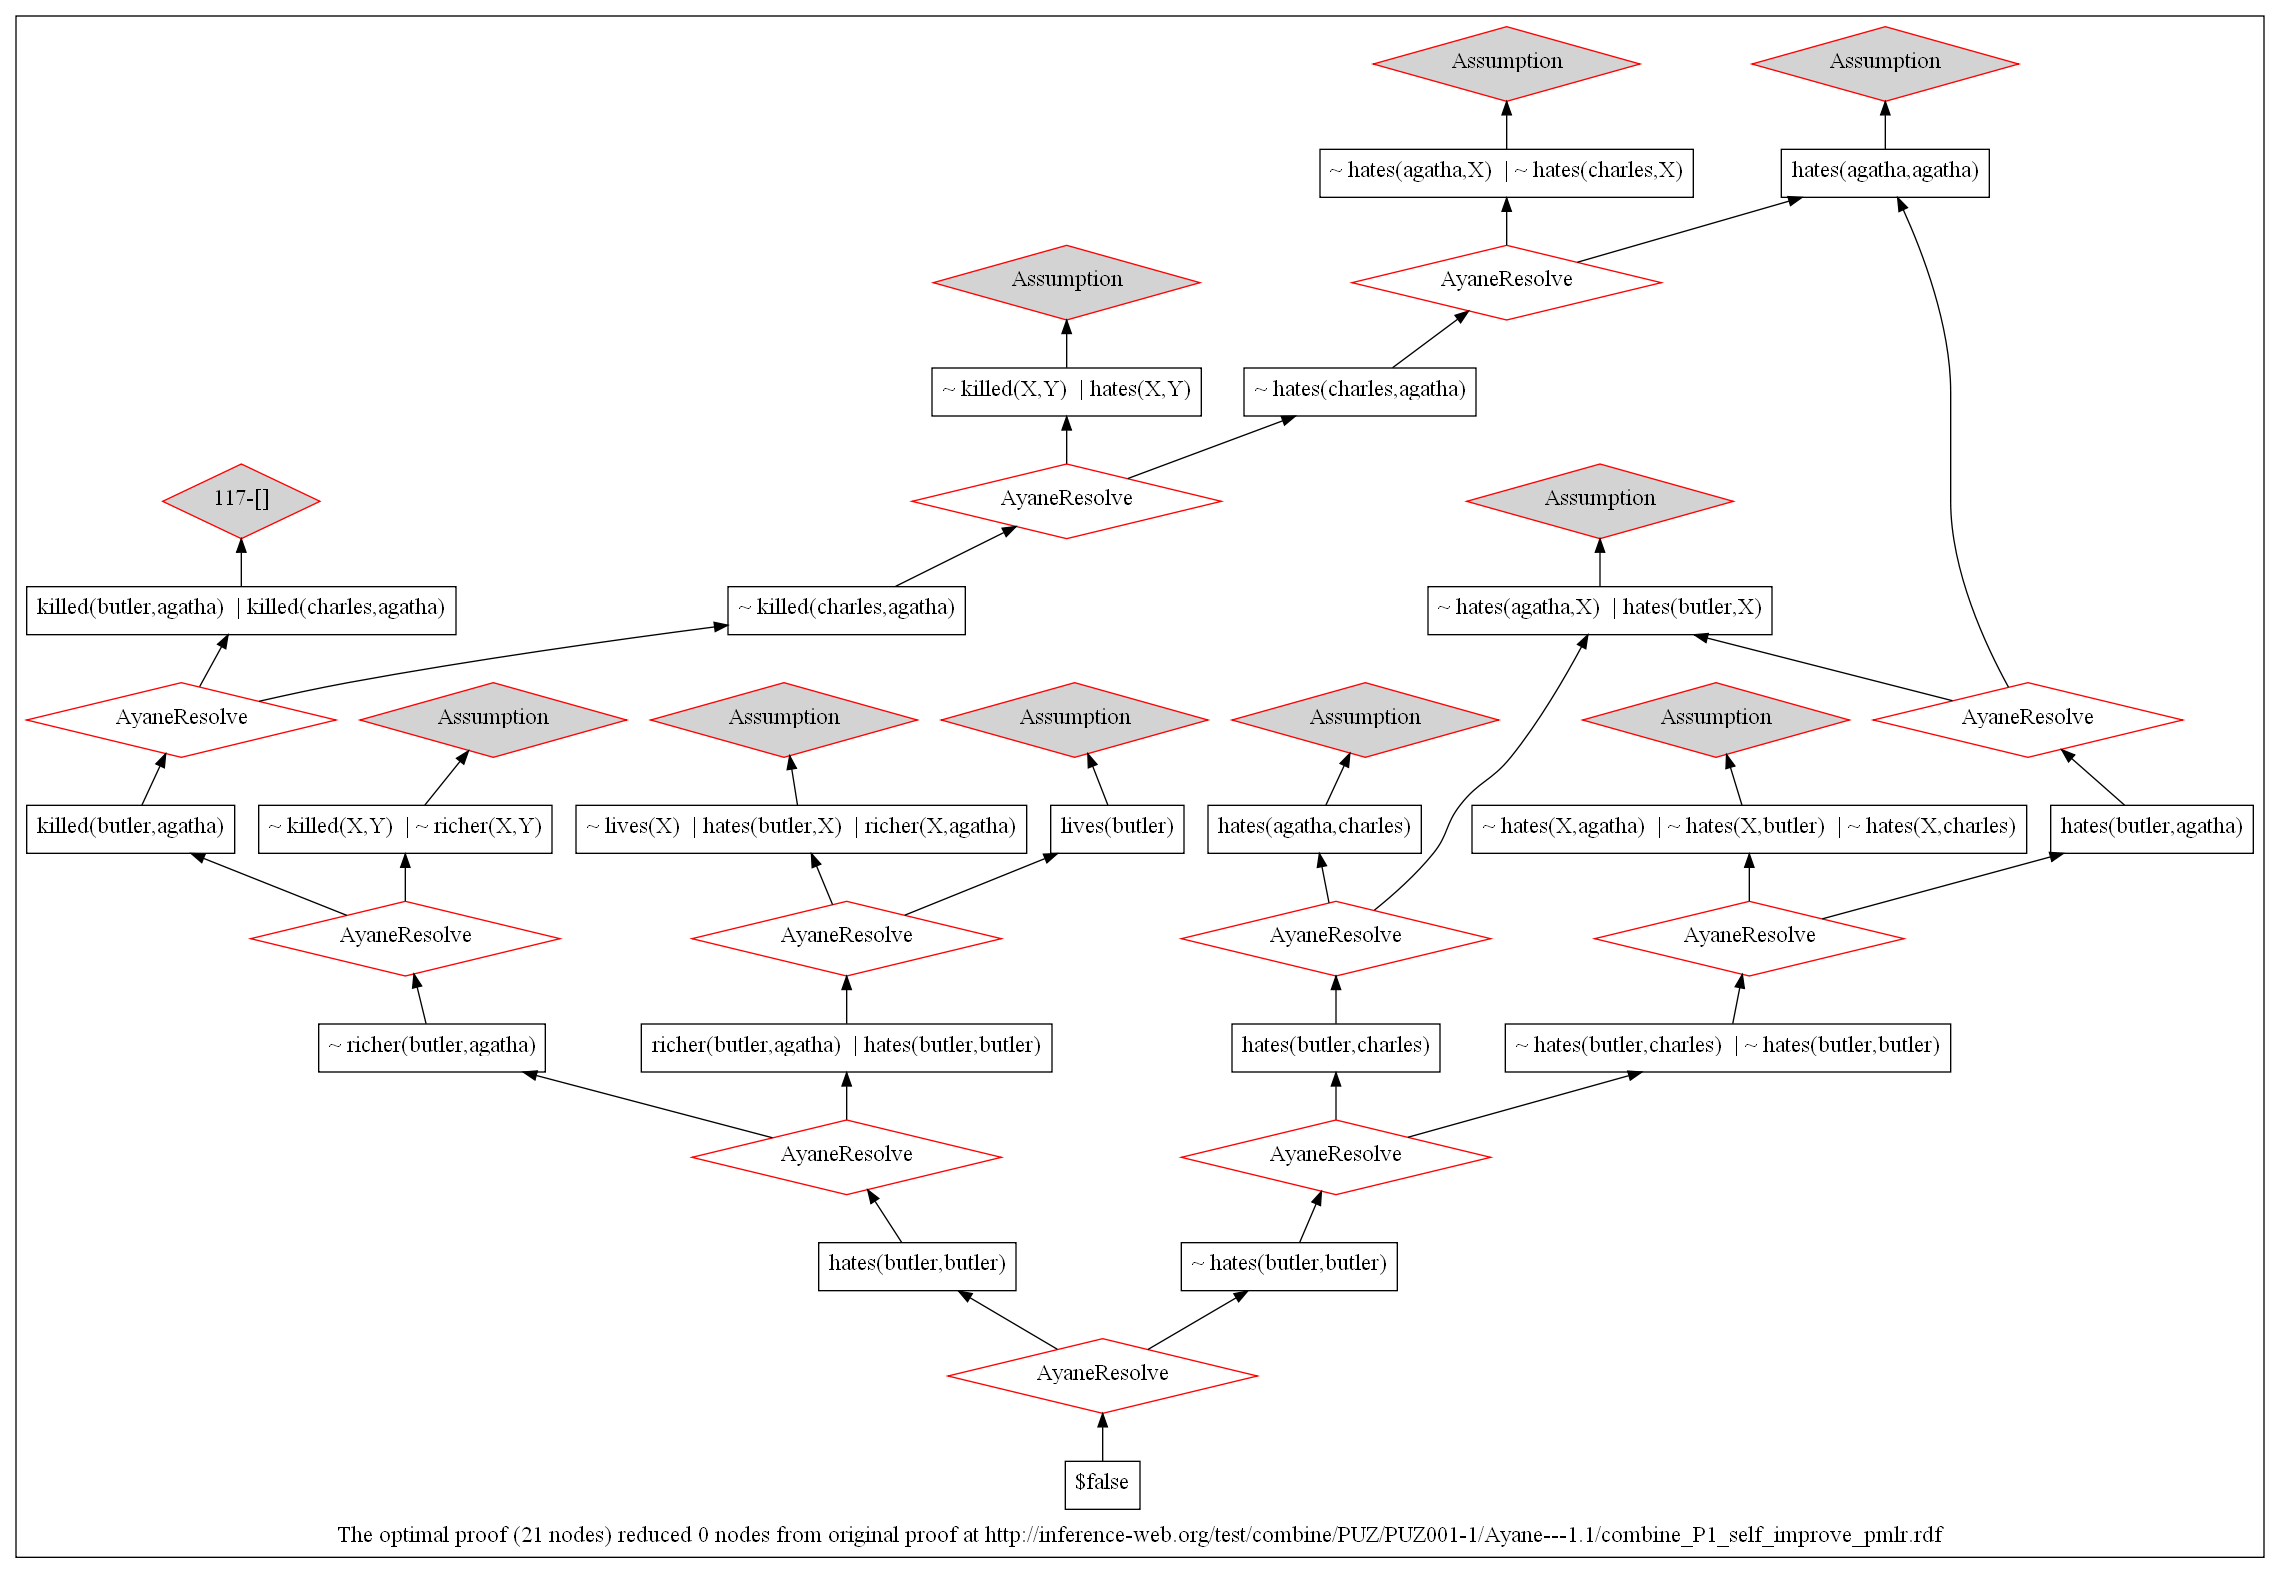 Assumption
Assumption
~ hates(agatha,X) | ~ hates(charles,X)
hates(agatha,agatha)
Assumption
AyaneResolve
~ killed(X,Y) | hates(X,Y)
~ hates(charles,agatha)
117-[]
AyaneResolve
Assumption
killed(butler,agatha) | killed(charles,agatha)
~ killed(charles,agatha)
~ hates(agatha,X) | hates(butler,X)
AyaneResolve
Assumption
Assumption
Assumption
Assumption
Assumption
AyaneResolve
killed(butler,agatha)
~ killed(X,Y) | ~ richer(X,Y)
~ lives(X) | hates(butler,X) | richer(X,agatha)
lives(butler)
hates(agatha,charles)
~ hates(X,agatha) | ~ hates(X,butler) | ~ hates(X,charles)
hates(butler,agatha)
AyaneResolve
AyaneResolve
AyaneResolve
AyaneResolve
~ richer(butler,agatha)
richer(butler,agatha) | hates(butler,butler)
hates(butler,charles)
~ hates(butler,charles) | ~ hates(butler,butler)
AyaneResolve
AyaneResolve
hates(butler,butler)
~ hates(butler,butler)
AyaneResolve
$false
The optimal proof (21 nodes) reduced 0 nodes from original proof at http://inference-web.org/test/combine/PUZ/PUZ001-1/Ayane---1.1/combine_P1_self_improve_pmlr.rdf